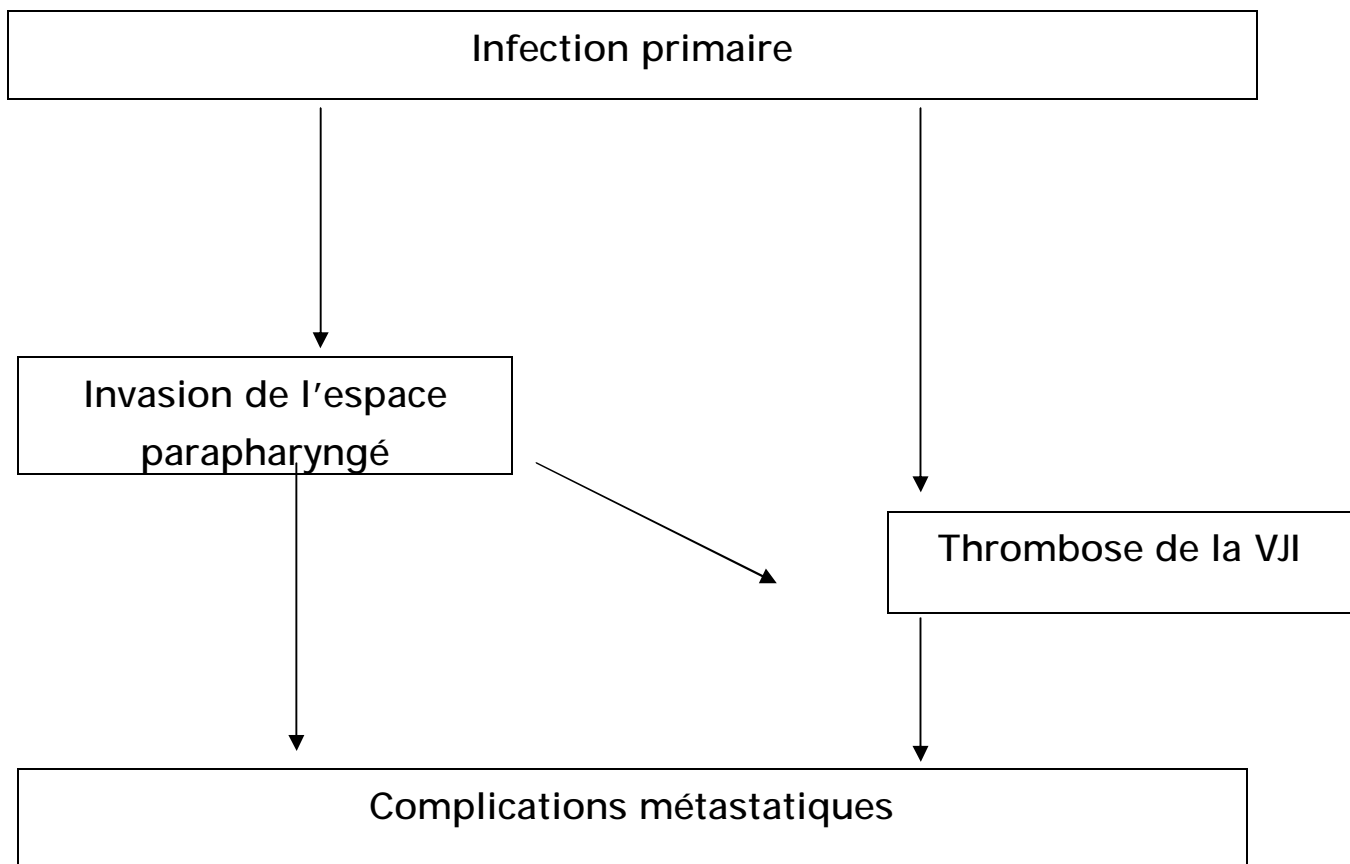 Infection primaire
Invasion de l’espace
parapharyngé
Thrombose de la VJI
Complications métastatiques